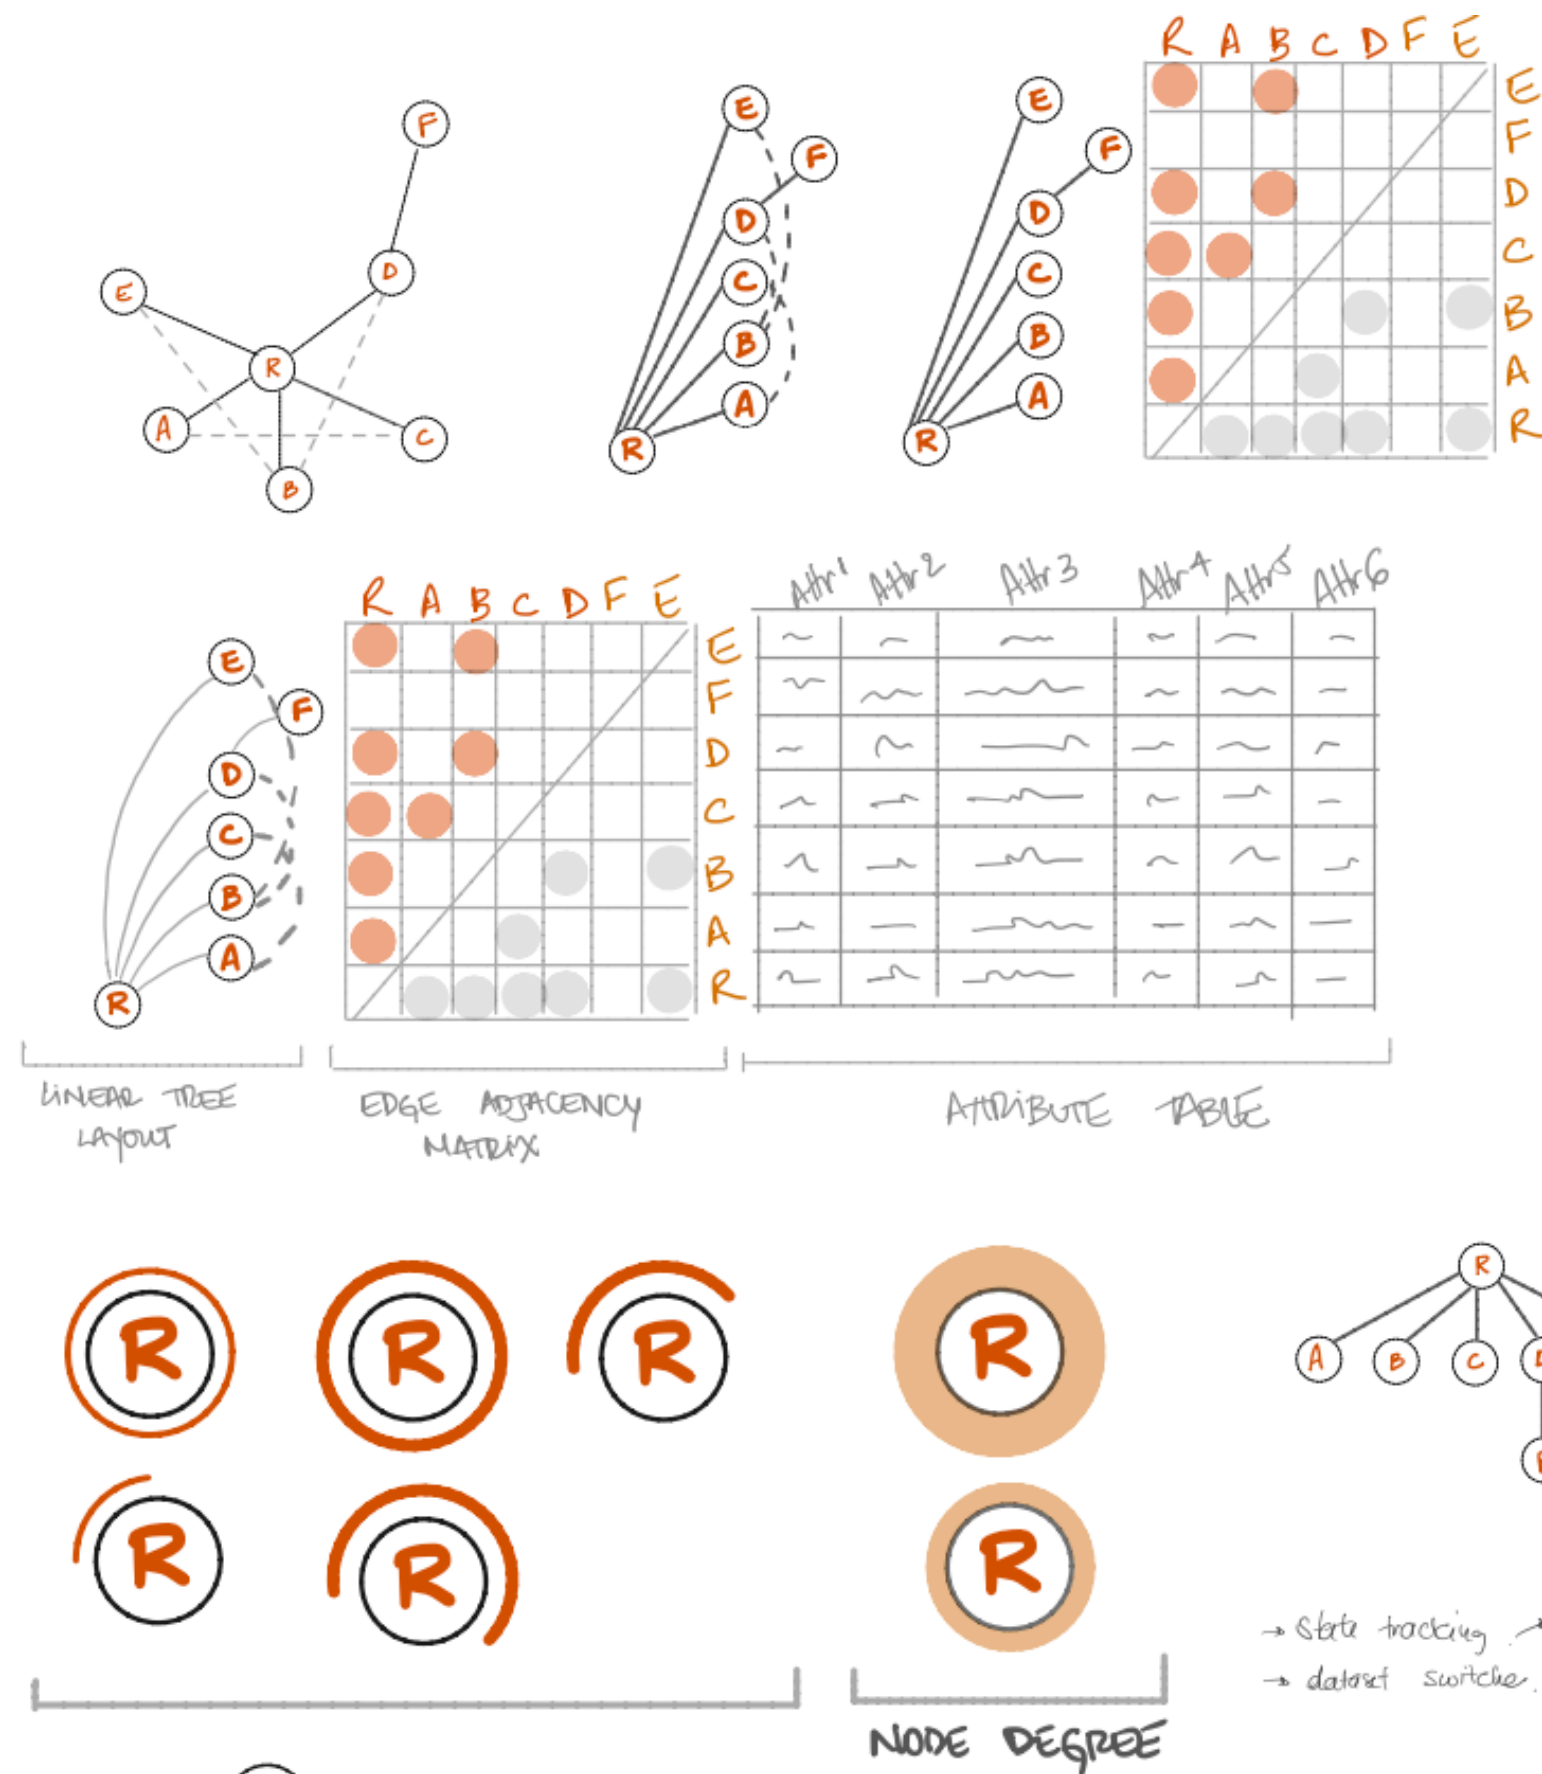 R A B C D F E
E
F
D
C
B
A
R
F
D
E
R
A
C
B
E
F
D
C
B
A
R
E
F
D
C
B
A
R
Attr1 Attr2 Attr3 Attr4 Attr5 Attr6
R A B C D F E
E
F
D
C
B
A
R
E
F
D
C
B
A
R
LINEAR TREE
LAYOUT
EDGE ADJACENCY
MATRIX
ATTRIBUTE TABLE
R R R
R
R
A B C
R R
R
→ state tracking
→ dataset switcher.
NODE DEGREE